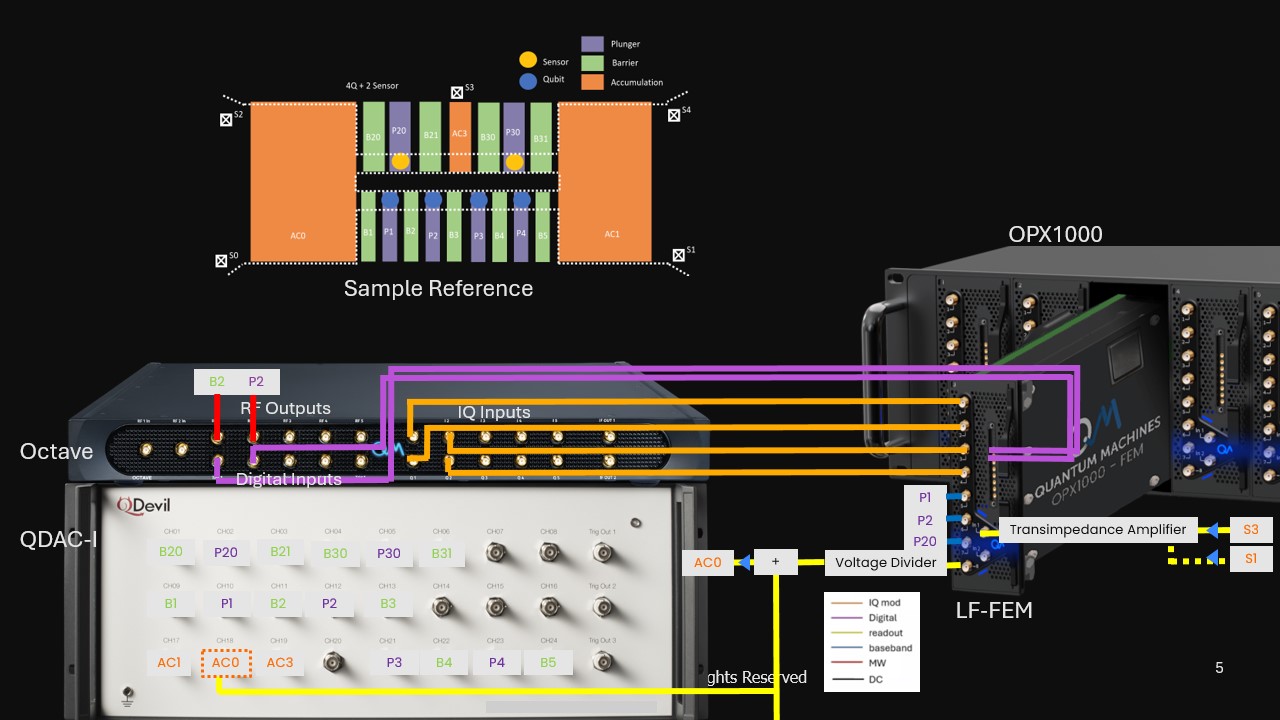 Plunger
Sensor
Barrier
Qubit
Accumulation
4Q + 2 Sensor
S3
S2
S4
B20
P20
B21
AC3
B30
P30
B31
AC0
B1
P1
B2
P2
B3
P3
B4
P4
B5
AC1
S0
S1
Sample Reference
OPX1000
B2 P2
RF Outputs
IQ Inputs
Octave
OCTAVE
Digital Inputs
QUANTUM MACHINES
OPX1000 - FEM
QDevil
QDAC-I
CH01 CH02 CH03 CH04 CH05 CH06 CH07 CH08 Trig Out 1
B20 P20 B21 B30 P30 B31
CH09 CH10 CH11 CH12 CH13 CH14 CH15 CH16 Trig Out 2
B1 P1 B2 P2 B3
CH17 CH18 CH19 CH20 CH21 CH22 CH23 CH24 Trig Out 3
AC1 AC0 AC3 P3 B4 P4 B5
P1
P2
P20
Transimpedance Amplifier
S3
S1
AC0
+
Voltage Divider
LF-FEM
IQ mod
Digital
readout
baseband
MW
DC
ghts Reserved
5